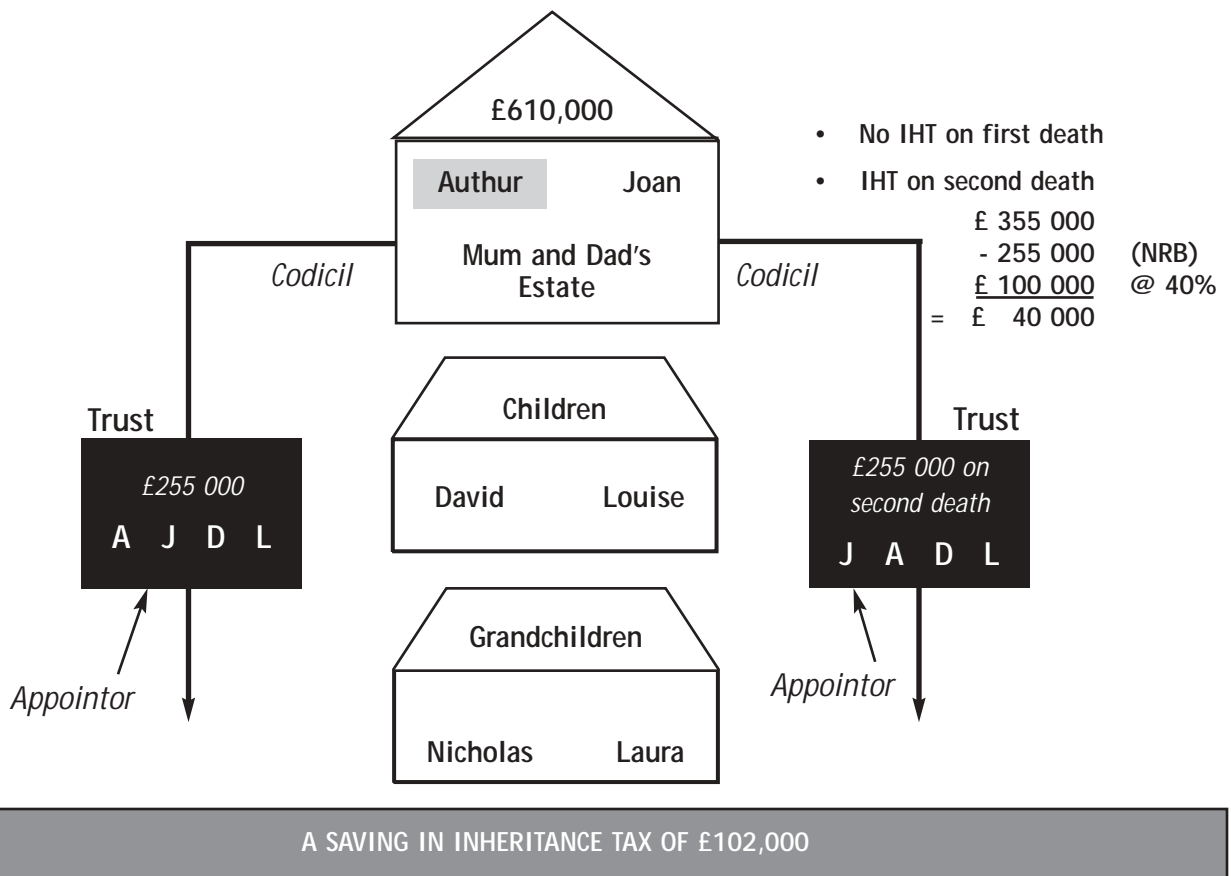 £610,000
Authur Joan
Mum and Dad's
Estate
• No IHT on first death
• IHT on second death
£ 355 000
- 255 000 (NRB)
£ 100 000 @ 40%
= £ 40 000
Codicil
Codicil
Trust
£255 000
A J D L
Appointor
Children
David Louise
Trust
£255 000 on
second death
J A D L
Appointor
Grandchildren
Nicholas Laura
A SAVING IN INHERITANCE TAX OF £102,000